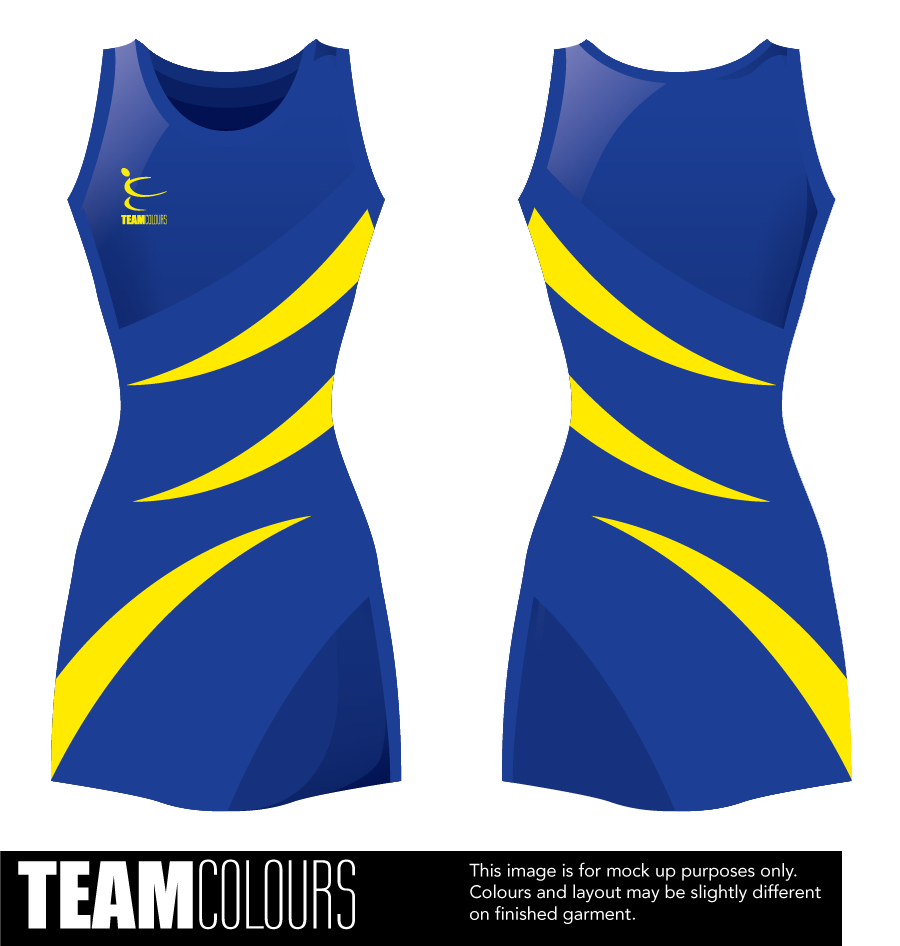 TEAMCOLOURS
TEAMCOLOURS
This image is for mock up purposes only.
Colours and layout may be slightly different
on finished garment.